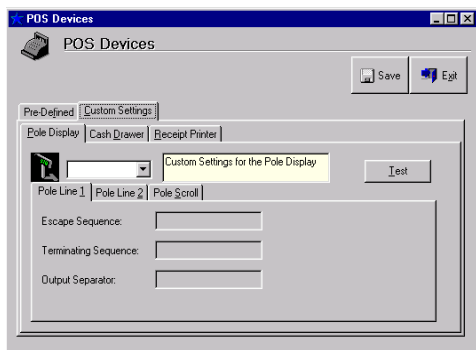 POS Devices
POS Devices
Save
Exit
Pre-Defined
Custom Settings
Pole Display
Cash Drawer
Receipt Printer
Custom Settings for the Pole Display
Test
Pole Line 1
Pole Line 2
Pole Scroll
Escape Sequence:
Terminating Sequence:
Output Separator: